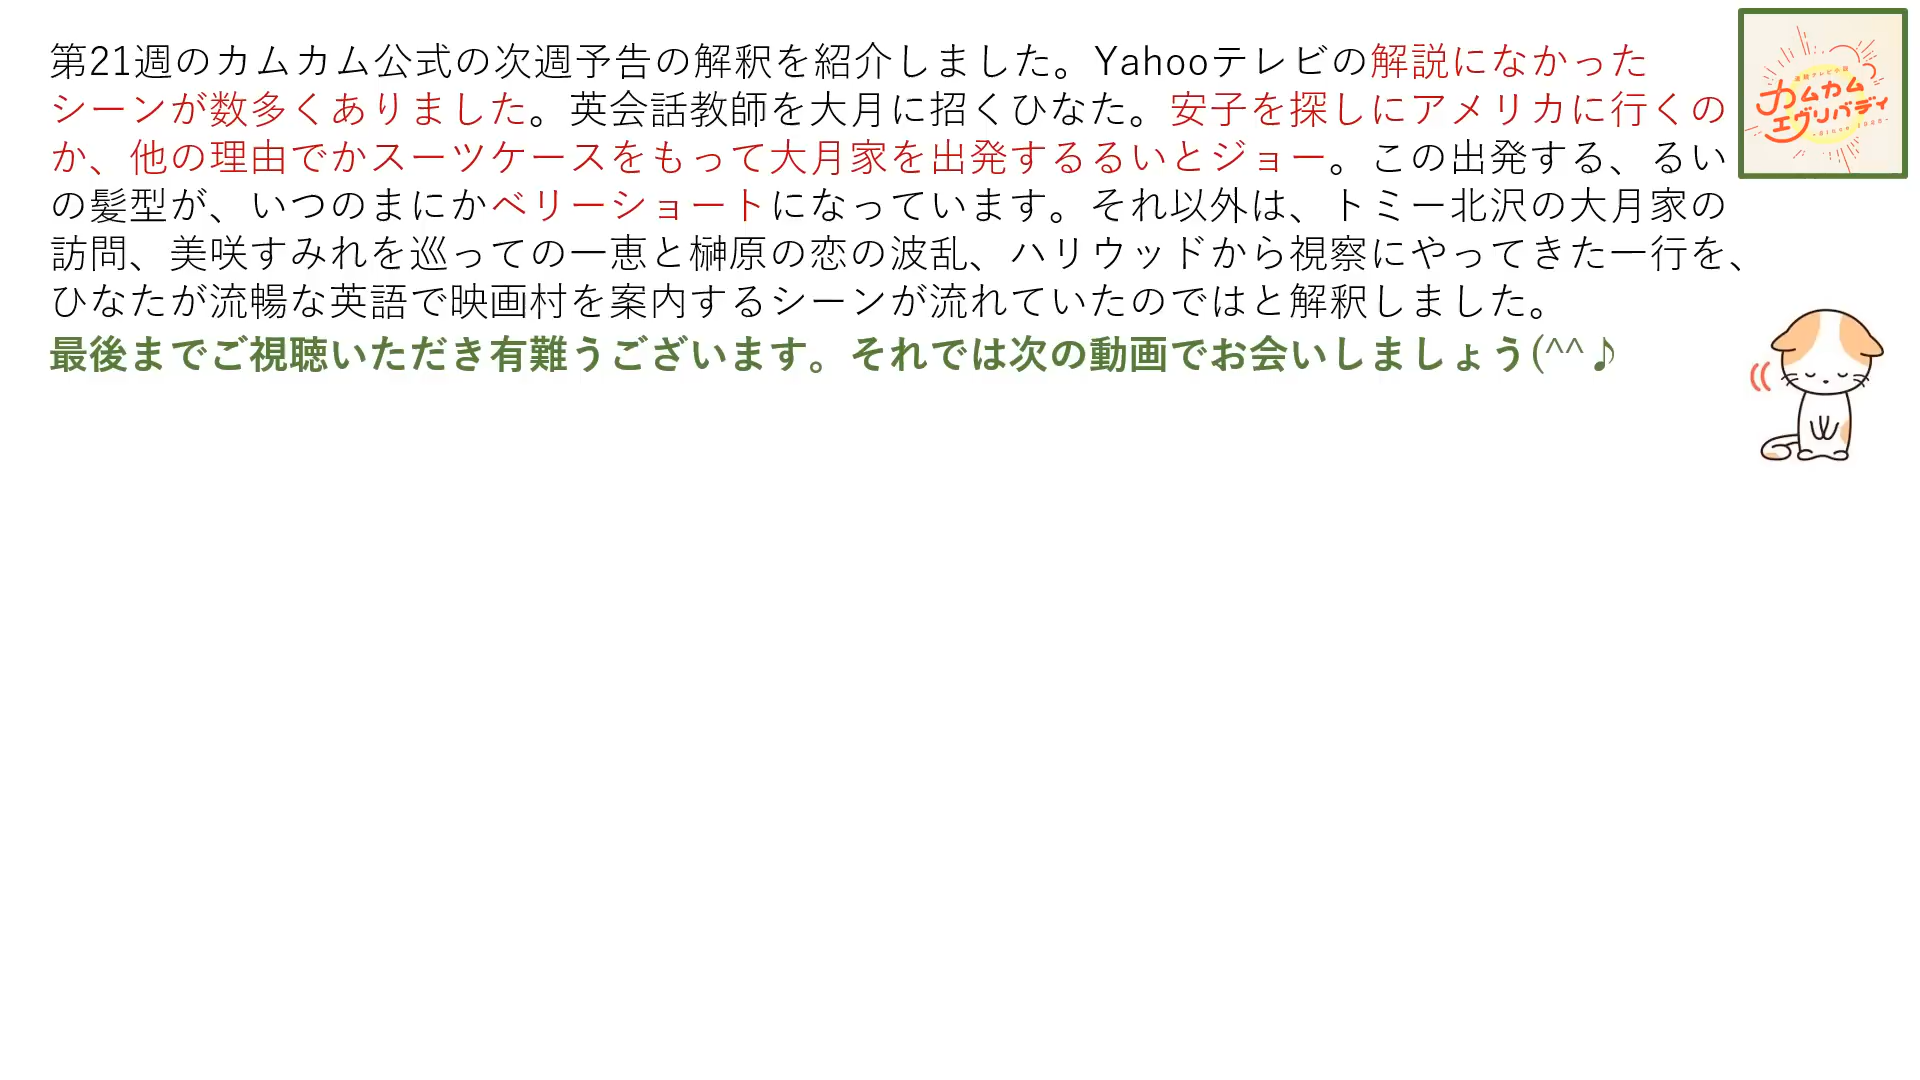 第21週のカムカム公式の次週予告の解釈を紹介しました。Yahooテレビの解説になかった
シーンが数多くありました。英会話教師を大月に招くひなた。安子を探しにアメリカに行くの
か、他の理由でかスーツケースをもって大月家を出発するるいとジョー。この出発する、るい
の髪型が、いつのまにかベリーショートになっています。それ以外は、トミー北沢の大月家の
訪問、美咲すみれを巡っての一恵と榊原の恋の波乱、ハリウッドから視察にやってきた一行を、
ひなたが流暢な英語で映画村を案内するシーンが流れていたのではと解釈しました。
最後までご視聴いただき有難うございます。それでは次の動画でお会いしましょう(^^♪
連続テレビ小説
カムカム
エヴリバディ